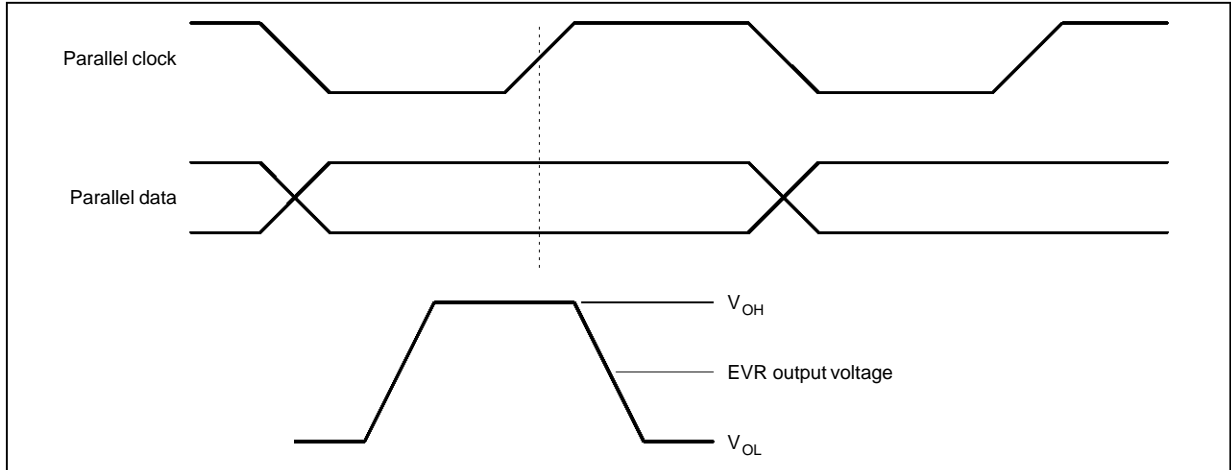 Parallel clock
Parallel data
VOH
EVR output voltage
VOL